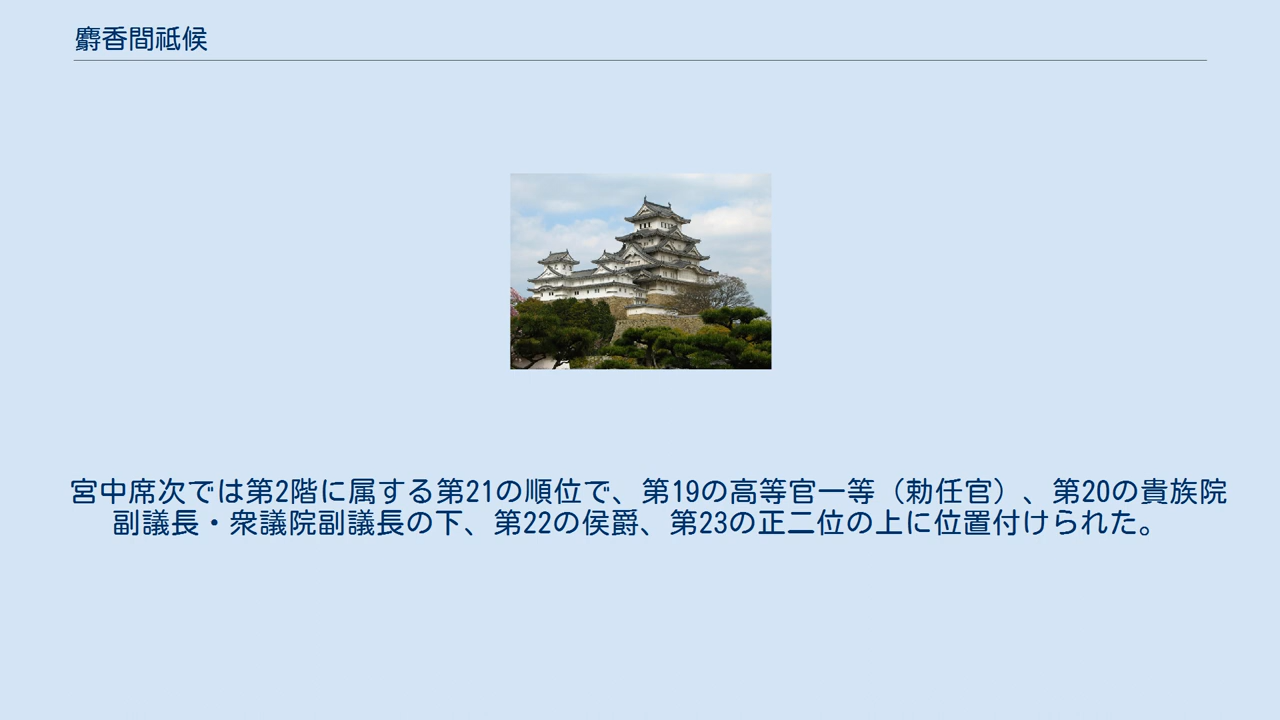 麝香間祗候
宮中席次では第2階に属する第21の順位で、第19の高等官一等（勅任官）、第20の貴族院
副議長・衆議院副議長の下、第22の侯爵、第23の正二位の上に位置付けられた。